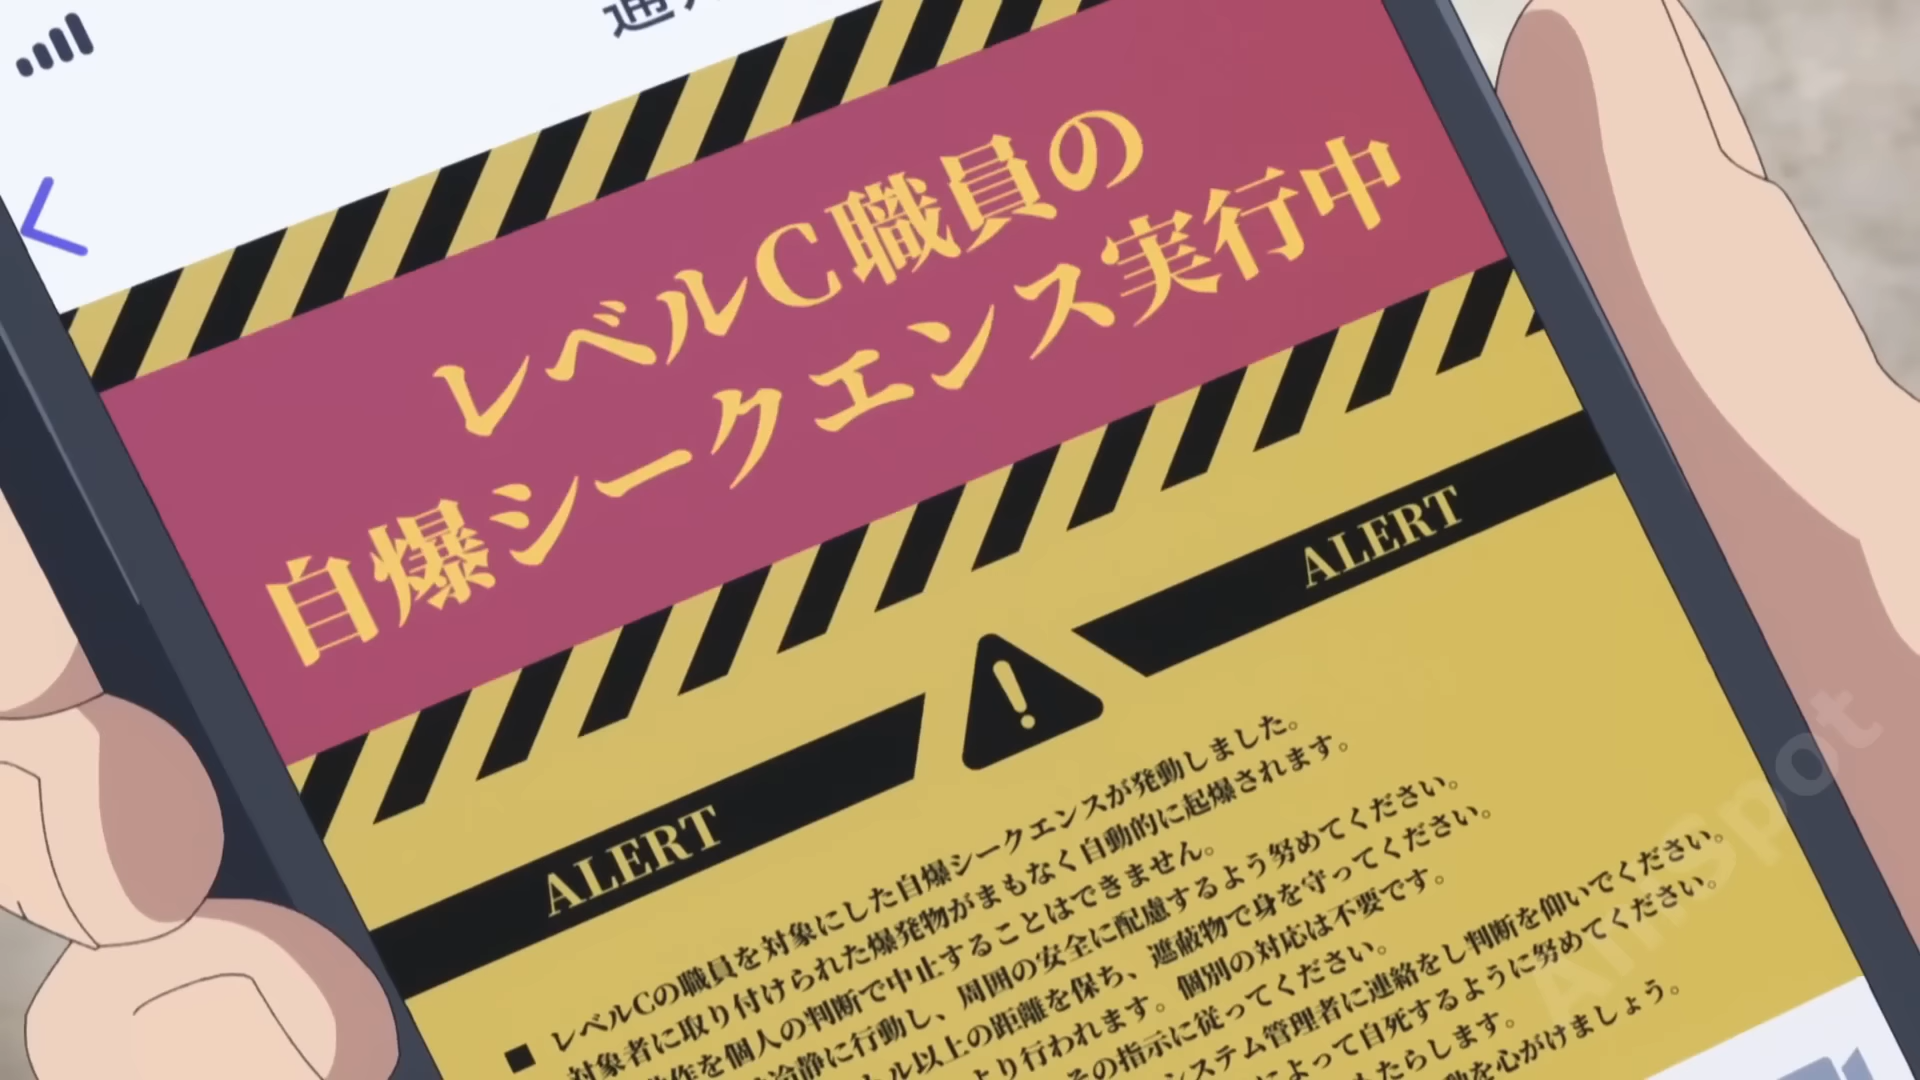 レベルC職員の
自爆シークエンス実行中
ALERT
ALERT
■ レベルCの職員を対象にした自爆シークエンスが発動しました。
対象者に取り付けられた爆発物がまもなく自動的に起爆されます。
作を個人の判断で中止することはできません。
冷静に行動し、周囲の安全に配慮するよう努めてください。
トル以上の距離を保ち、遮蔽物で身を守ってください。
より行われます。個別の対応は不要です。
その指示に従ってください。
システム管理者に連絡をし判断を仰いでください。
によって自死するように努めてください。
もたらします。
動を心がけましょう。
AniSpot